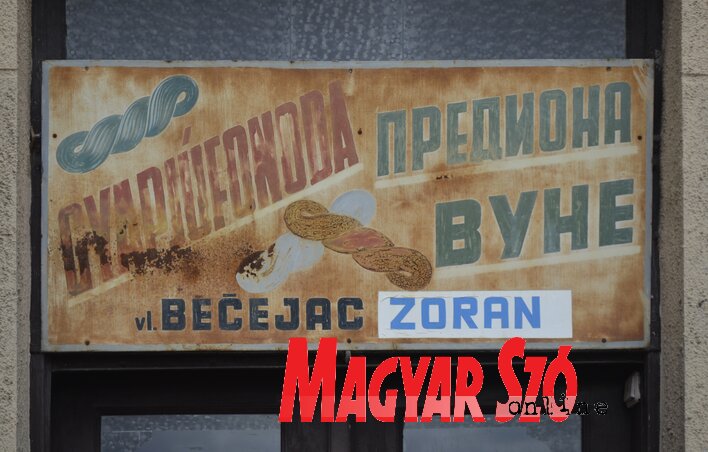 GYAPJÚFONODA
ПРЕДИОНА
ВУНЕ
vl. BEČEJAC ZORAN
MAGYAR SZÓ
online